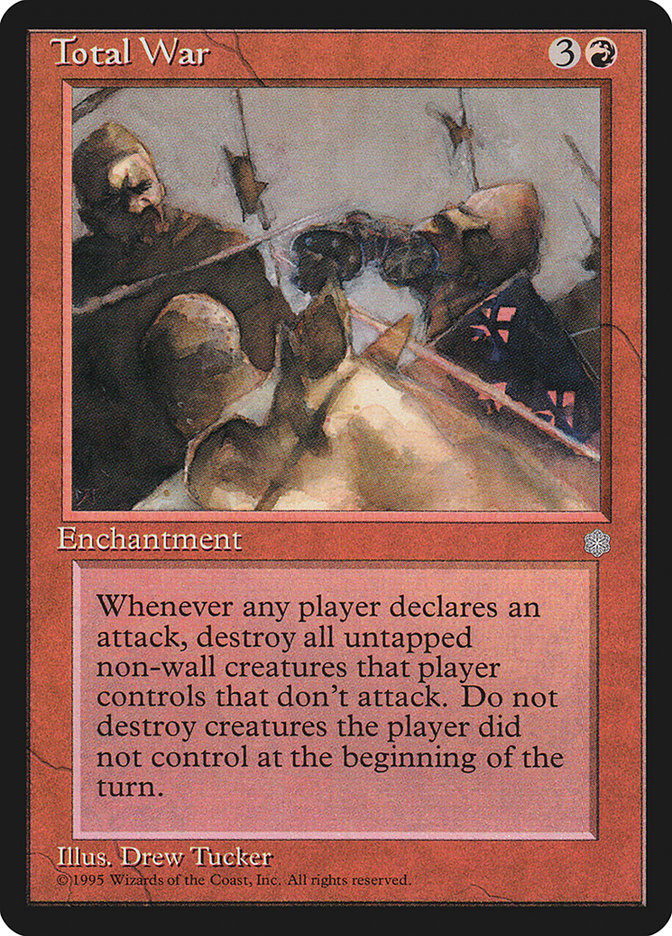 Total War
3
Enchantment
Whenever any player declares an
attack, destroy all untapped
non-wall creatures that player
controls that don't attack. Do not
destroy creatures the player did
not control at the beginning of the
turn.
Illus. Drew Tucker
©1995 Wizards of the Coast, Inc. All rights reserved.